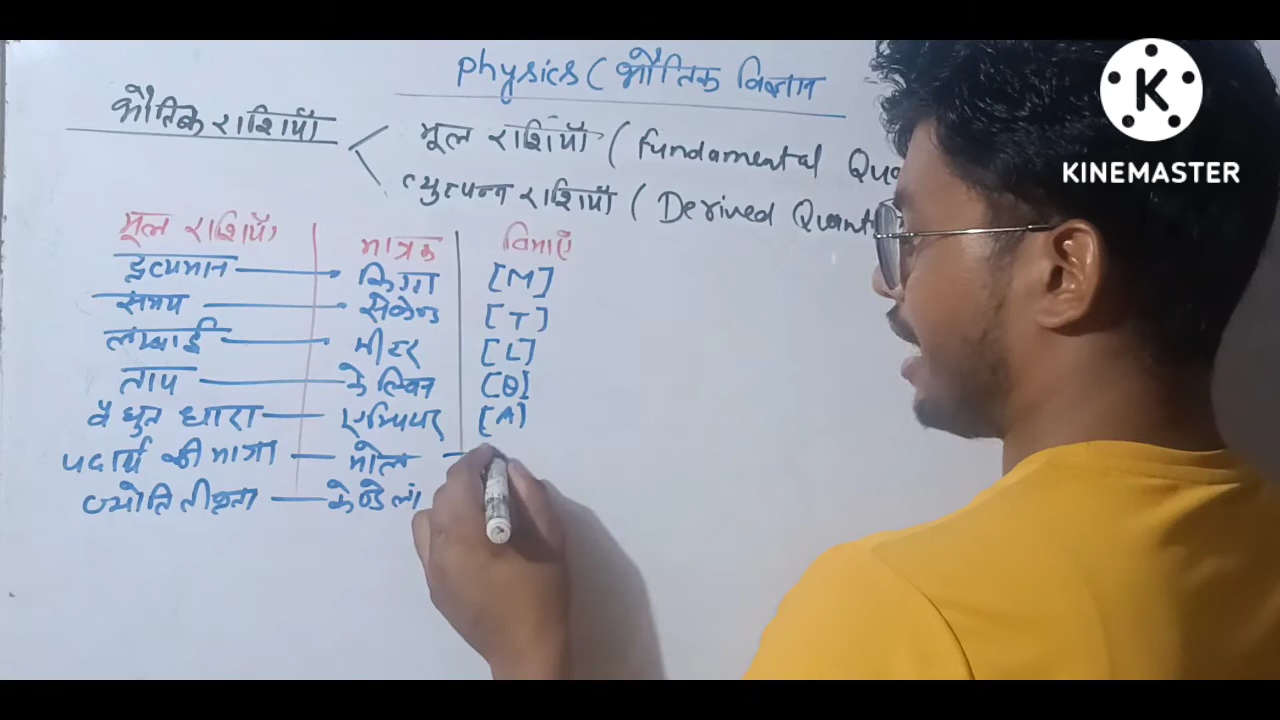 Physics ( भौतिक विज्ञान
भौतिक राशियाँ
मूल राशियाँ ( Fundamental
व्युत्पन्न राशियाँ ( Derived
मूल राशियाँ मात्रक विमाएँ
द्रव्यमान किग्रा [M]
समय सेकेन्ड [T]
लम्बाई मीटर [L]
ताप केल्विन [θ]
वैधुत धारा एम्पियर [A]
पदार्थ की मात्रा मोल
ज्योति तीव्रता केन्डेला
K
KINEMASTER